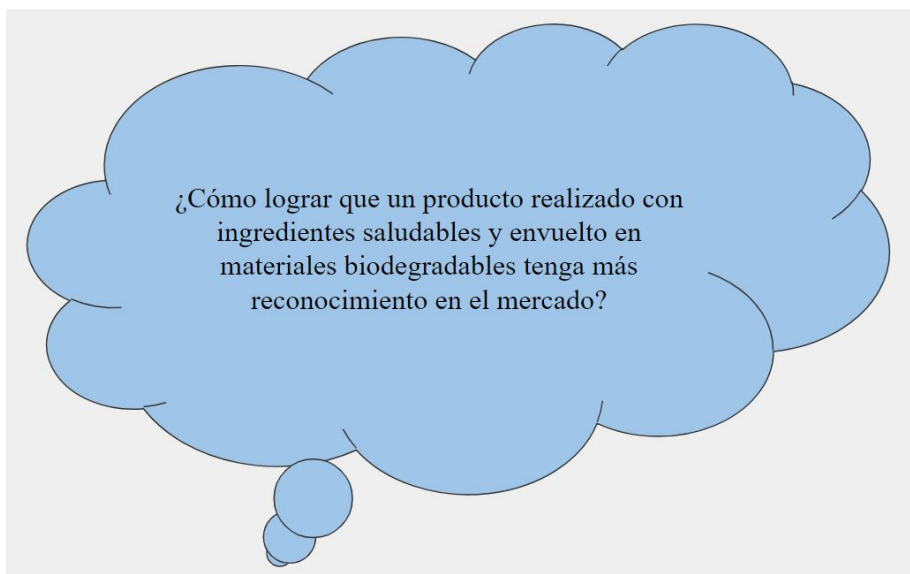 ¿Cómo lograr que un producto realizado con
ingredientes saludables y envuelto en
materiales biodegradables tenga más
reconocimiento en el mercado?